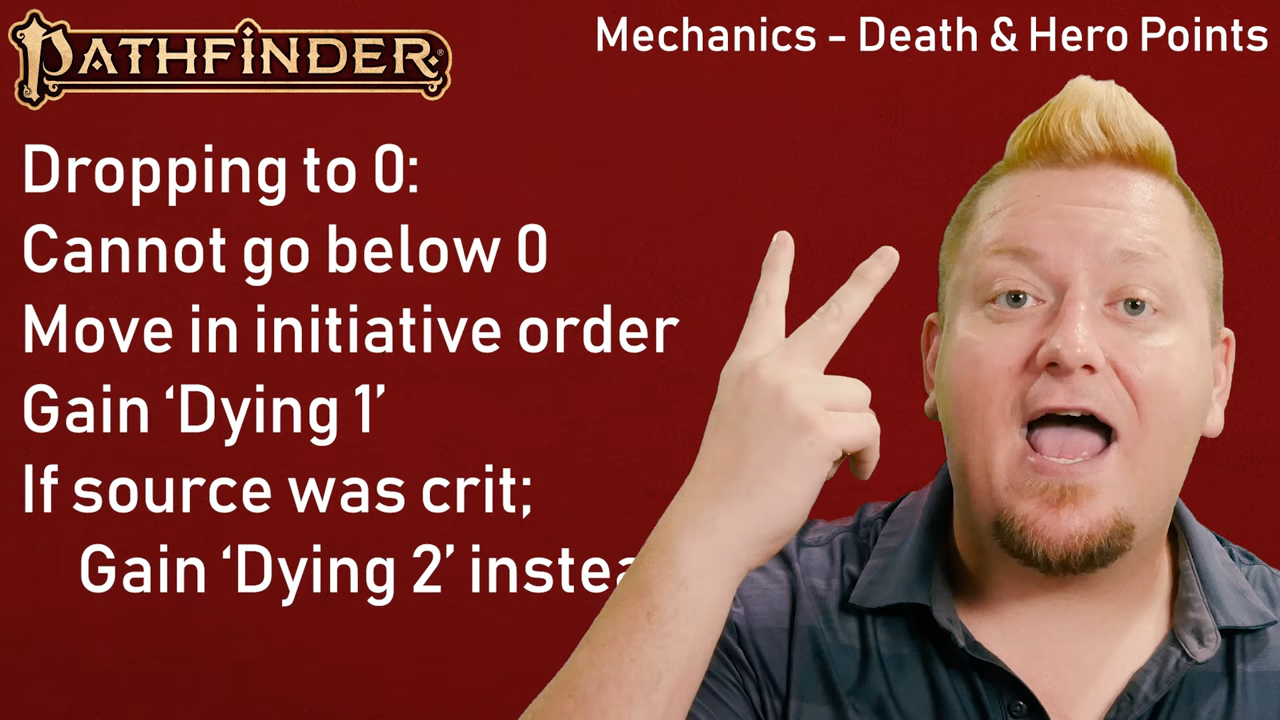 PATHFINDER®
Mechanics - Death & Hero Points
Dropping to 0:
Cannot go below 0
Move in initiative order
Gain ‘Dying 1’
If source was crit;
Gain ‘Dying 2’ instea